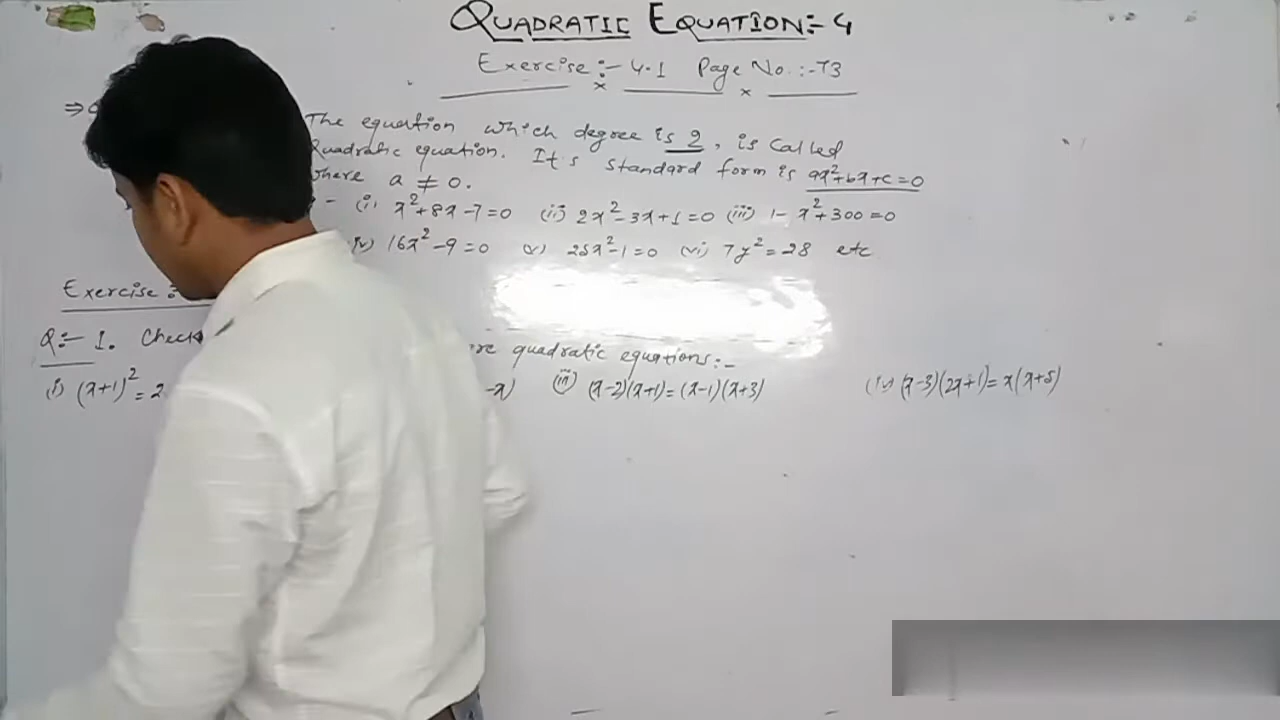 QUADRATIC EQUATION:- 4
Exercise :- 4.1 Page No. :- 73
The equation which degree is 2, is called
Quadratic equation. It's standard form is ax²+bx+c=0
where a ≠ 0.
(i) x²+8x-7=0 (ii) 2x²-3x+1=0 (iii) 1-x²+300=0
(iv) 16x²-9=0 (v) 25x²-1=0 (vi) 7y²=28 etc
Exercise :-
Q:- 1. Check quadratic equations:-
(i) (x+1)²=2 -x) (iii) (x-2)(x+1)=(x-1)(x+3) (iv) (x-3)(2x+1)=x(x+5)